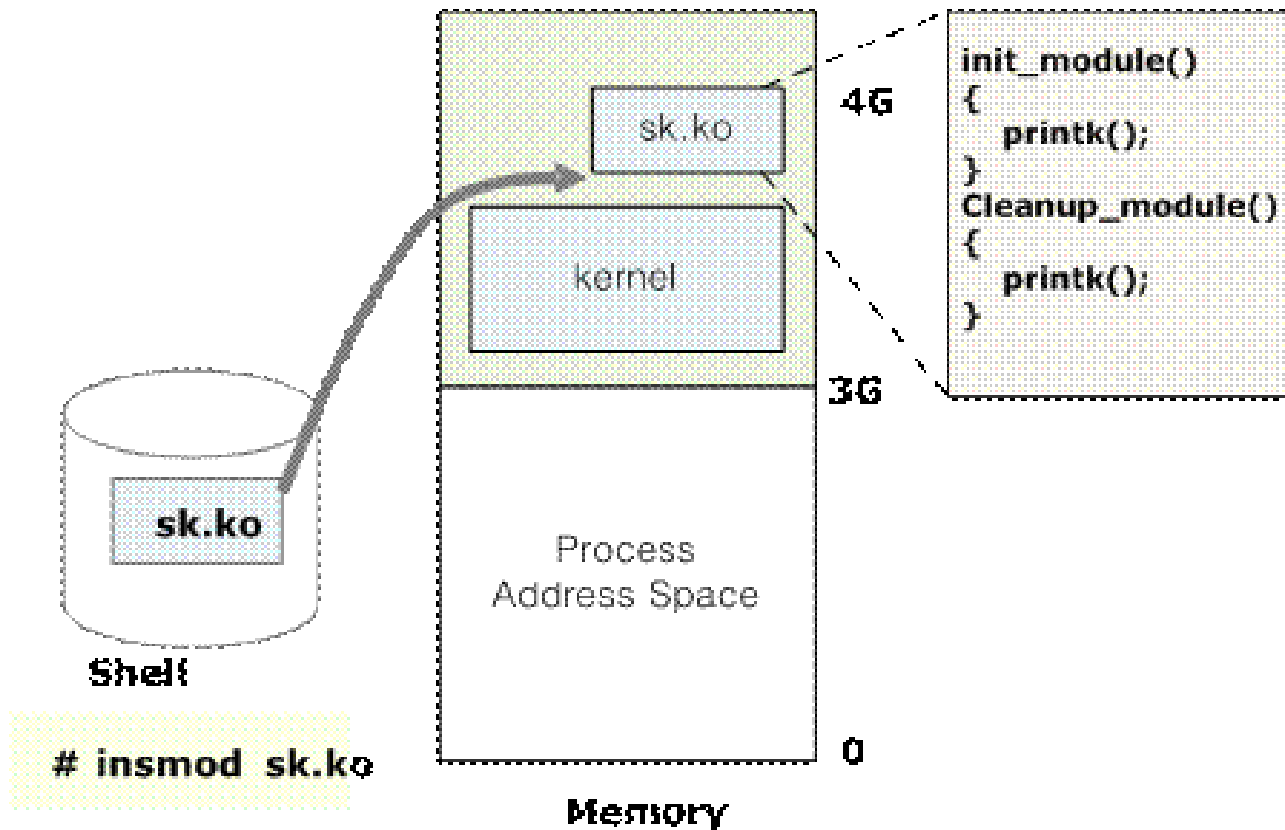 sk.ko
Shell
# insmod sk.ko
sk.ko
kernel
Process
Address Space
4G
3G
0
Memory
init_module()
{
printk();
}
Cleanup_module()
{
printk();
}